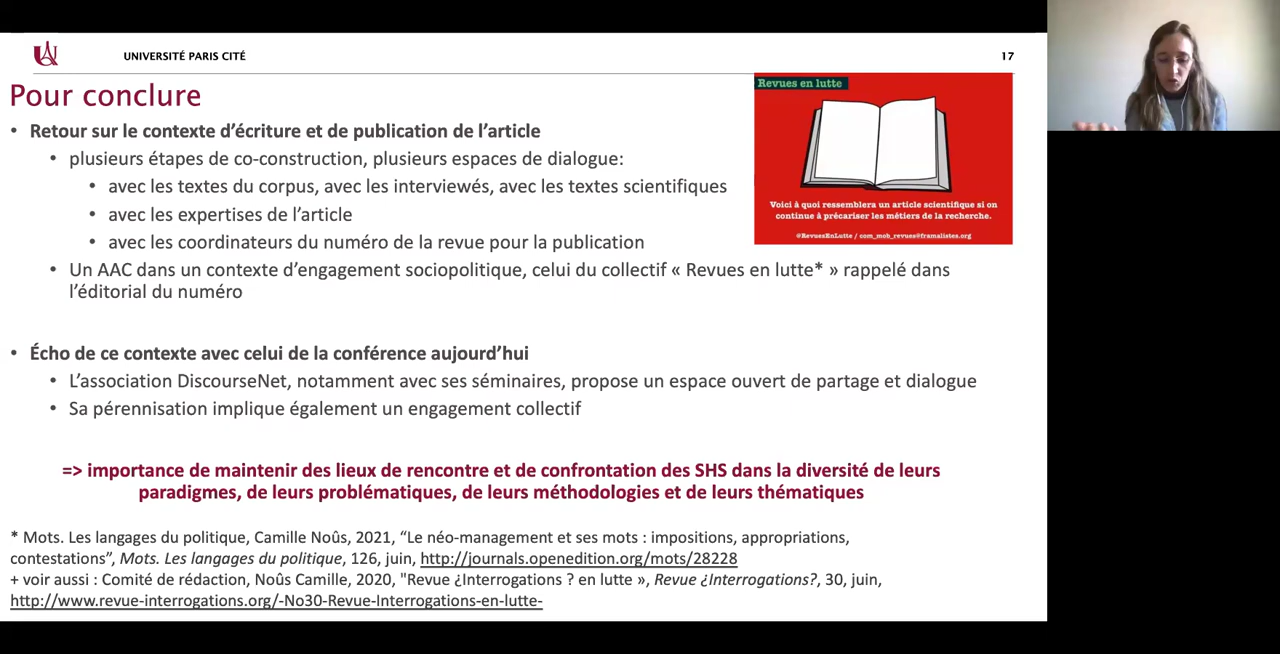 UNIVERSITÉ PARIS CITÉ
17
Pour conclure
• Retour sur le contexte d'écriture et de publication de l'article
• plusieurs étapes de co-construction, plusieurs espaces de dialogue:
• avec les textes du corpus, avec les interviewés, avec les textes scientifiques
• avec les expertises de l'article
• avec les coordinateurs du numéro de la revue pour la publication
• Un AAC dans un contexte d'engagement sociopolitique, celui du collectif « Revues en lutte* » rappelé dans
l'éditorial du numéro
Revues en lutte
Voici à quoi ressemblera un article scientifique si on
continue à précariser les métiers de la recherche.
@RevuesEnLutte / com_mob_revues@framalistes.org
• Écho de ce contexte avec celui de la conférence aujourd'hui
• L'association DiscourseNet, notamment avec ses séminaires, propose un espace ouvert de partage et dialogue
• Sa pérennisation implique également un engagement collectif
=> importance de maintenir des lieux de rencontre et de confrontation des SHS dans la diversité de leurs
paradigmes, de leurs problématiques, de leurs méthodologies et de leurs thématiques
* Mots. Les langages du politique, Camille Noûs, 2021, “Le néo-management et ses mots : impositions, appropriations,
contestations”, Mots. Les langages du politique, 126, juin, http://journals.openedition.org/mots/28228
+ voir aussi : Comité de rédaction, Noûs Camille, 2020, "Revue ¿Interrogations ? en lutte », Revue ¿Interrogations?, 30, juin,
http://www.revue-interrogations.org/-No30-Revue-Interrogations-en-lutte-